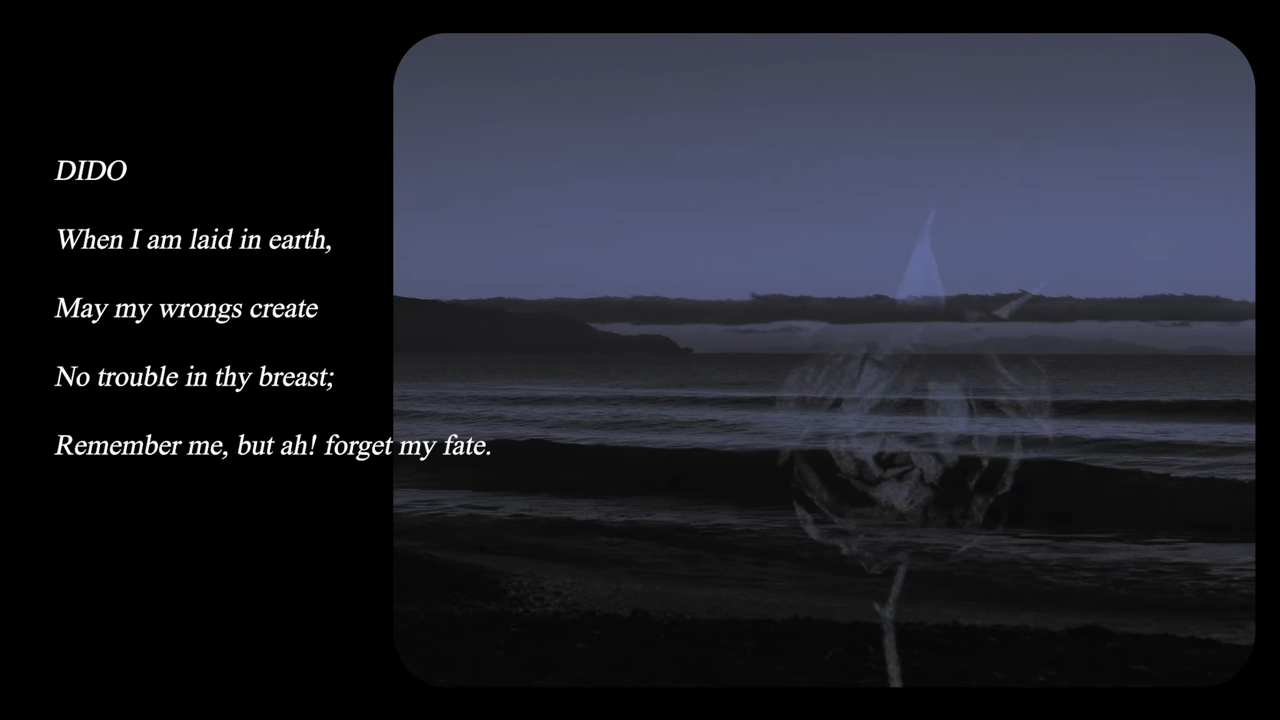 DIDO
When I am laid in earth,
May my wrongs create
No trouble in thy breast;
Remember me, but ah! forget my fate.